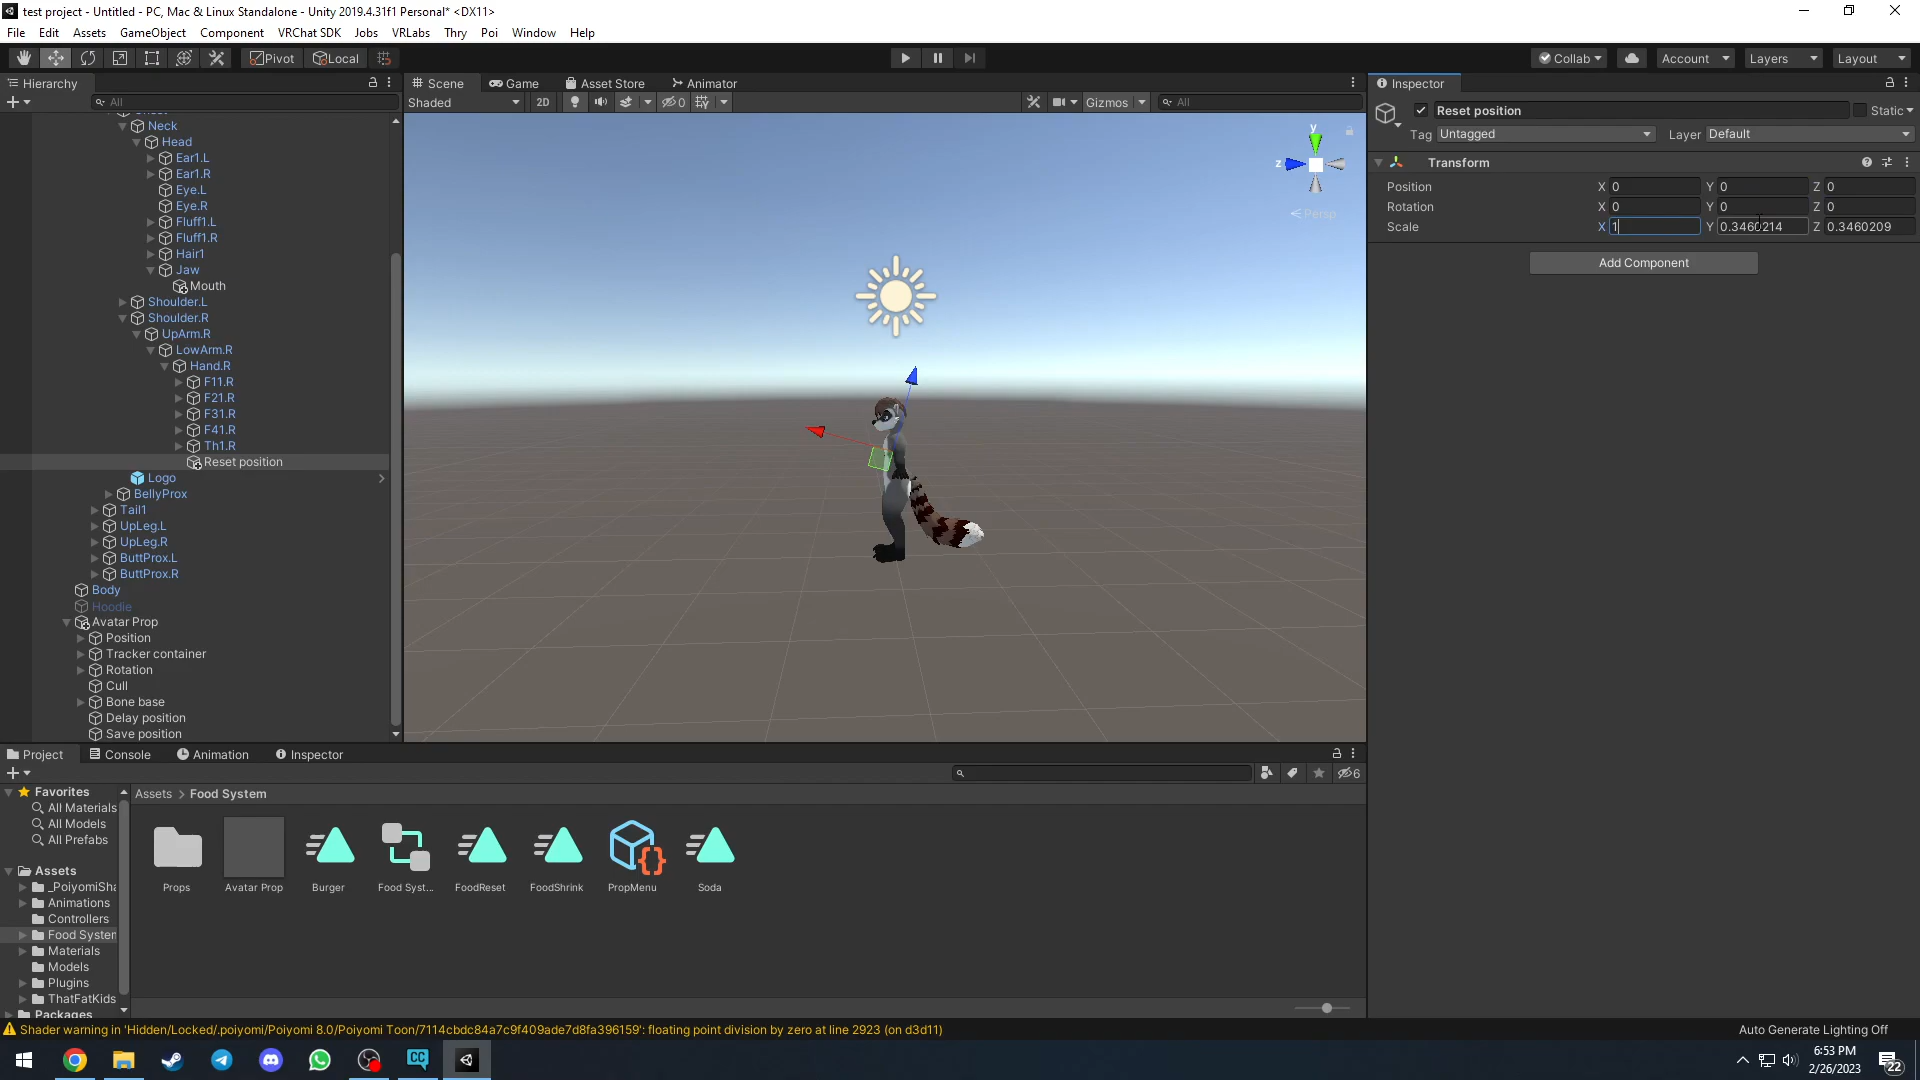 test project - Untitled - PC, Mac & Linux Standalone - Unity 2019.4.31f1 Personal* <DX11>
File Edit Assets GameObject Component VRChat SDK Jobs VRLabs Thry Poi Window Help
Pivot Local Collab Account Layers Layout
Hierarchy Scene Game Asset Store Animator Inspector
All Shaded 2D 0 Gizmos All
Reset position Static
Tag Untagged Layer Default
Transform
Position X 0 Y 0 Z 0
Rotation X 0 Y 0 Z 0
Scale X 1 Y 0.3460214 Z 0.3460209
Add Component
y
z
Persp
Neck
Head
Ear1.L
Ear1.R
Eye.L
Eye.R
Fluff1.L
Fluff1.R
Hair1
Jaw
Mouth
Shoulder.L
Shoulder.R
UpArm.R
LowArm.R
Hand.R
F11.R
F21.R
F31.R
F41.R
Th1.R
Reset position
Logo
BellyProx
Tail1
UpLeg.L
UpLeg.R
ButtProx.L
ButtProx.R
Body
Hoodie
Avatar Prop
Position
Tracker container
Rotation
Cull
Bone base
Delay position
Save position
Project Console Animation Inspector
6
Favorites
All Materials
All Models
All Prefabs
Assets
_PoiyomiSha
Animations
Controllers
Food System
Materials
Models
Plugins
ThatFatKids
Packages
Assets > Food System
Props Avatar Prop Burger Food Syst... FoodReset FoodShrink PropMenu Soda
Shader warning in 'Hidden/Locked/.poiyomi/Poiyomi 8.0/Poiyomi Toon/7114cbdc84a7c9f409ade7d8fa396159': floating point division by zero at line 2923 (on d3d11)
Auto Generate Lighting Off
CC
6:53 PM
2/26/2023
22